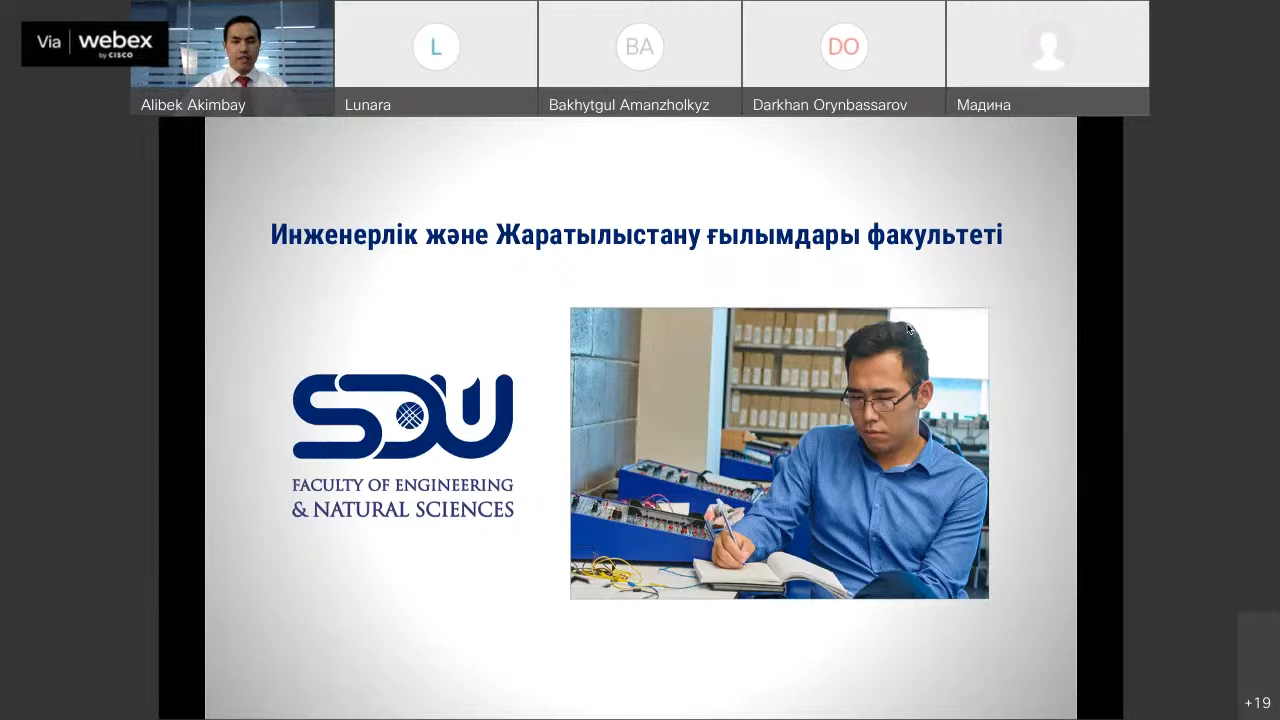 Via | webex
by CISCO
L
BA
DO
Alibek Akimbay
Lunara
Bakhytgul Amanzholkyz
Darkhan Orynbassarov
Мадина
Инженерлік және Жаратылыстану ғылымдары факультеті
SDU
FACULTY OF ENGINEERING
& NATURAL SCIENCES
+19